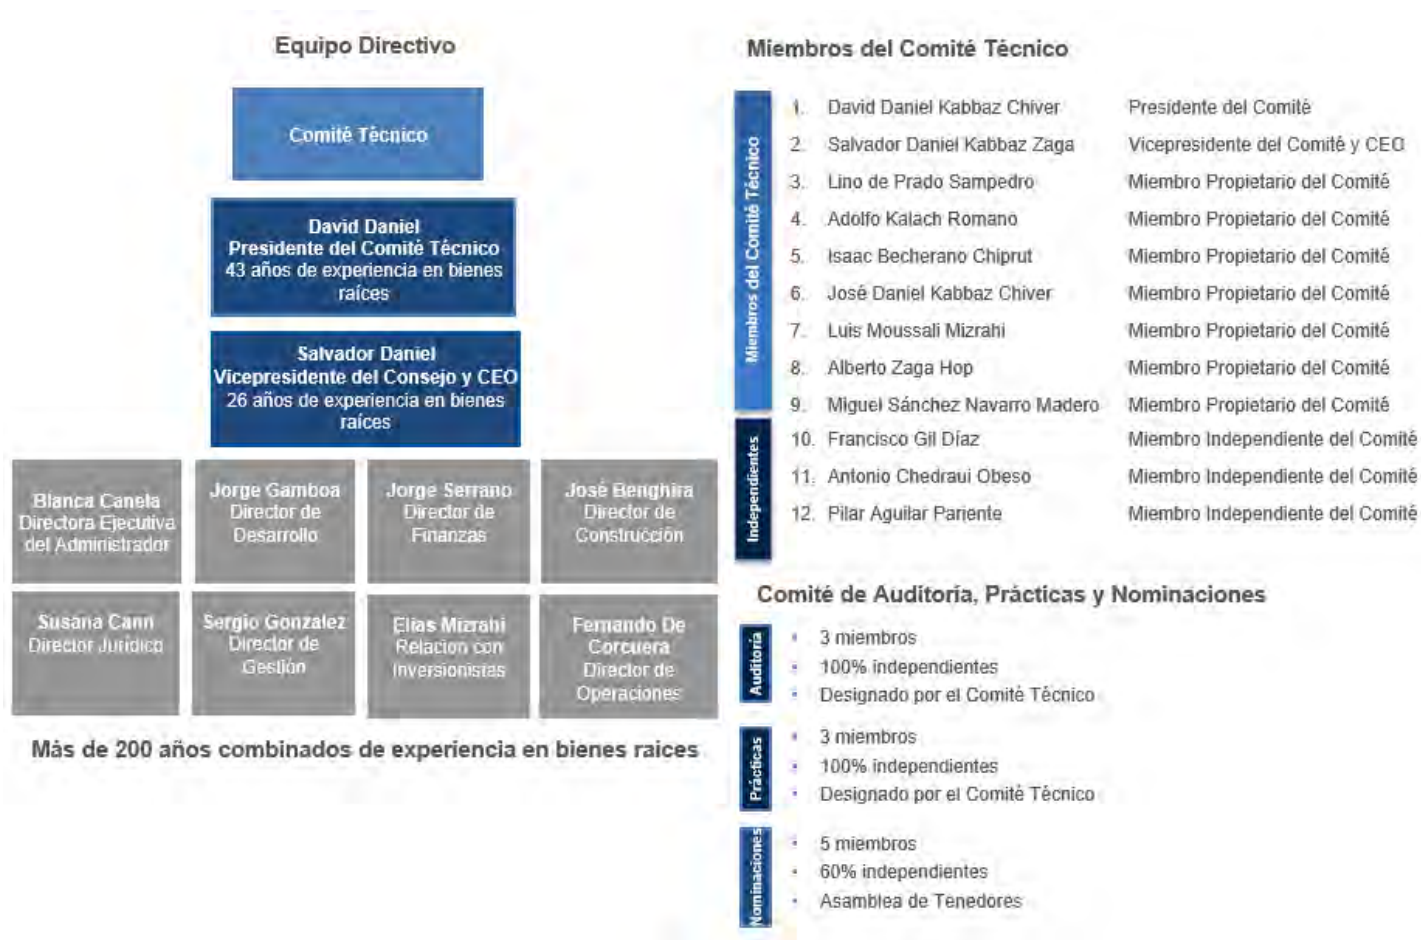 Equipo Directivo
Comité Técnico
David Daniel
Presidente del Comité Técnico
43 años de experiencia en bienes
raíces
Salvador Daniel
Vicepresidente del Consejo y CEO
26 años de experiencia en bienes
raíces
Blanca Canela
Directora Ejecutiva
del Administrador
Jorge Gamboa
Director de
Desarrollo
Jorge Serrano
Director de
Finanzas
José Benghira
Director de
Construcción
Susana Cann
Director Jurídico
Sergio Gonzalez
Director de
Gestión
Elias Mizrahi
Relacion con
Inversionistas
Fernando De
Corcuera
Director de
Operaciones
Más de 200 años combinados de experiencia en bienes raices
Miembros del Comité Técnico
Miembros del Comité Técnico
1. David Daniel Kabbaz Chiver Presidente del Comité
2. Salvador Daniel Kabbaz Zaga Vicepresidente del Comité y CEO
3. Lino de Prado Sampedro Miembro Propietario del Comité
4. Adolfo Kalach Romano Miembro Propietario del Comité
5. Isaac Becherano Chiprut Miembro Propietario del Comité
6. José Daniel Kabbaz Chiver Miembro Propietario del Comité
7. Luis Moussali Mizrahi Miembro Propietario del Comité
8. Alberto Zaga Hop Miembro Propietario del Comité
9. Miguel Sánchez Navarro Madero Miembro Propietario del Comité
Independientes
10. Francisco Gil Díaz Miembro Independiente del Comité
11. Antonio Chedraui Obeso Miembro Independiente del Comité
12. Pilar Aguilar Pariente Miembro Independiente del Comité
Comité de Auditoría, Prácticas y Nominaciones
Auditoría
3 miembros
100% independientes
Designado por el Comité Técnico
Prácticas
3 miembros
100% independientes
Designado por el Comité Técnico
Nominaciones
5 miembros
60% independientes
Asamblea de Tenedores